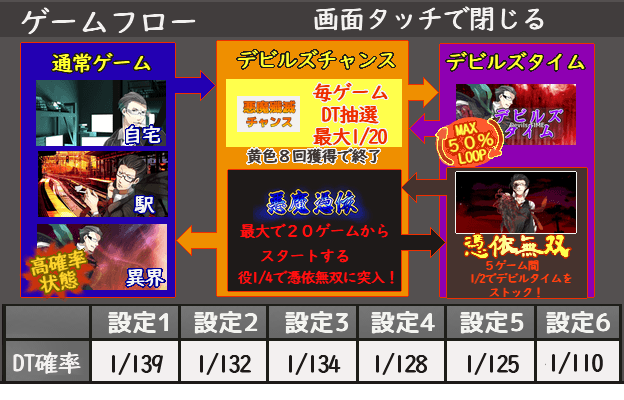 ゲームフロー
画面タッチで閉じる
通常ゲーム
自宅
駅
高確率
状態
異界
デビルズチャンス
悪魔殲滅
チャンス
毎ゲーム
DT抽選
最大1/20
黄色８回獲得で終了
悪魔憑依
最大で２０ゲームから
スタートする
役1/4で憑依無双に突入！
デビルズタイム
デビルズ
タイム
MAX
５０％
LOOP
憑依無双
５ゲーム間
1/2でデビルタイムを
ストック！
設定1 設定2 設定3 設定4 設定5 設定6
DT確率 1/139 1/132 1/134 1/128 1/125 1/110